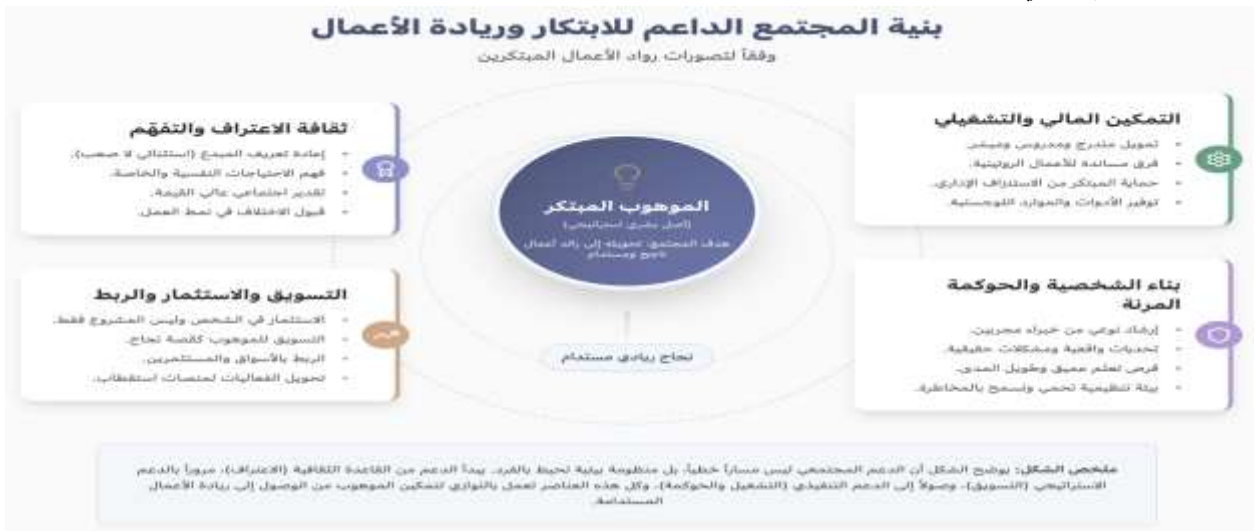 بنية المجتمع الداعم للابتكار وريادة الأعمال
وفقاً لتصورات رواد الأعمال المبتكرين
التمكين المالي والتشغيلي
تمويل متدرج ومدروس وميسر.
فرق مساندة للأعمال الروتينية.
حماية المبتكر من الاستنزاف الإداري.
توفير الأدوات والموارد اللوجستية.
ثقافة الاعتراف والتفهّم
إعادة تعريف المبدع (استثنائي لا صعب).
فهم الاحتياجات النفسية والخاصة.
تقدير اجتماعي عالي القيمة.
قبول الاختلاف في نمط العمل.
الموهوب المبتكر
(أصل بشري استراتيجي)
هدف المجتمع: تحويله إلى رائد أعمال
ناجح ومستدام
نجاح ريادي مستدام
بناء الشخصية والحوكمة
المرنة
إرشاد نوعي من خبراء مجربين.
تحديات واقعية ومشكلات حقيقية.
فرص تعلم عميق وطويل المدى.
بيئة تنظيمية تحمي وتسمح بالمخاطرة.
التسويق والاستثمار والربط
الاستثمار في الشخص وليس المشروع فقط.
التسويق للموهوب كقصة نجاح.
الربط بالأسواق والمستثمرين.
تحويل الفعاليات لمنصات استقطاب.
ملخص الشكل: يوضح الشكل أن الدعم المجتمعي ليس مساراً خطياً، بل منظومة بيئية تحيط بالفرد. يبدأ الدعم من القاعدة الثقافية (الاعتراف)، مروراً بالدعم
الاستراتيجي (التسويق)، وصولاً إلى الدعم التنفيذي (التشغيل والحوكمة)، وكل هذه العناصر تعمل بالتوازي لتمكين الموهوب من الوصول إلى ريادة الأعمال
المستدامة.